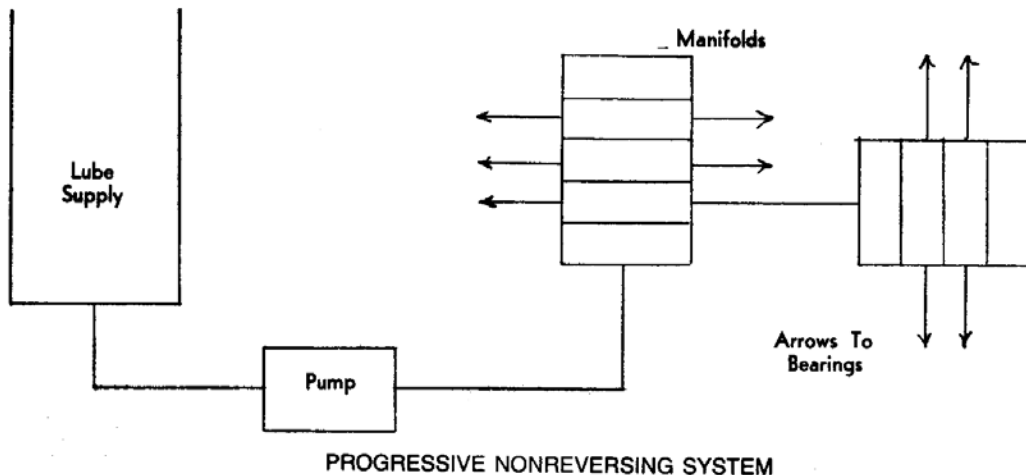 Manifolds
Lube
Supply
Arrows To
Bearings
Pump
PROGRESSIVE NONREVERSING SYSTEM